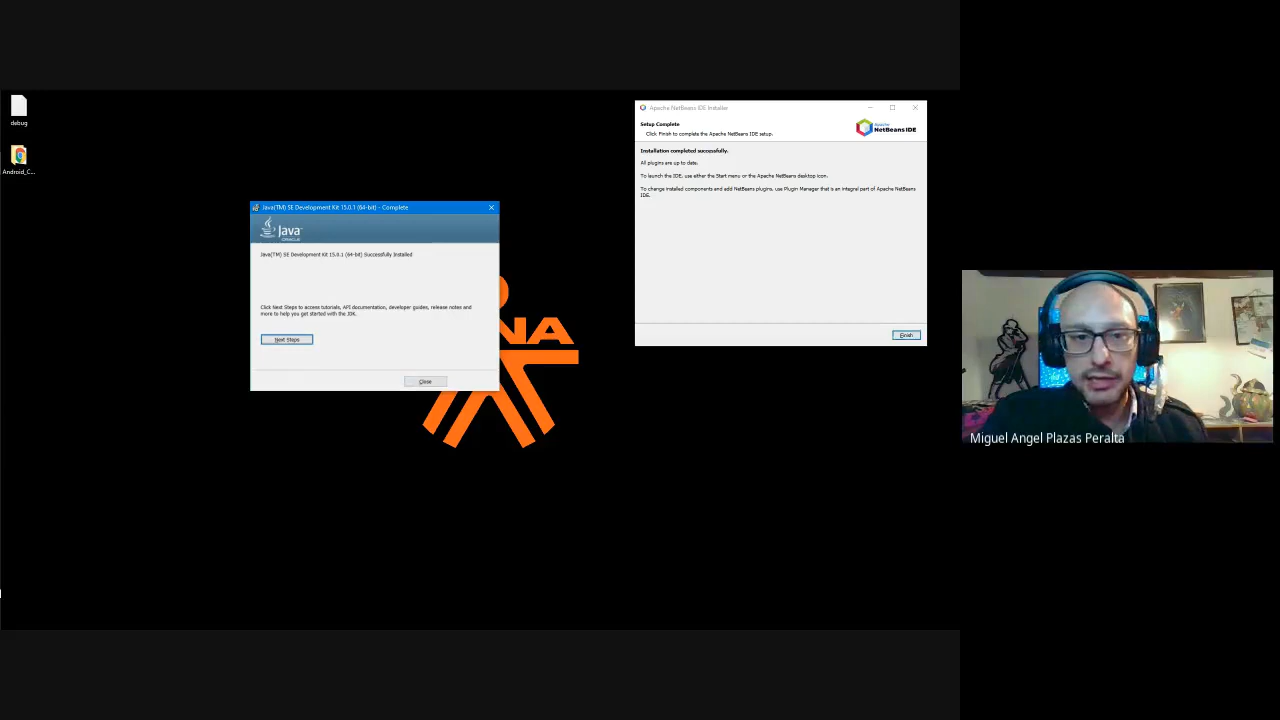 debug
Android_C...
Java(TM) SE Development Kit 15.0.1 (64-bit) - Complete
Java
ORACLE
Java(TM) SE Development Kit 15.0.1 (64-bit) Successfully Installed
Click Next Steps to access tutorials, API documentation, developer guides, release notes and
more to help you get started with the JDK.
Next Steps
Close
NA
Apache NetBeans IDE Installer
Setup Complete
Click Finish to complete the Apache NetBeans IDE setup.
Apache
NetBeans IDE
Installation completed successfully.
All plugins are up to date.
To launch the IDE, use either the Start menu or the Apache NetBeans desktop icon.
To change installed components and add NetBeans plugins, use Plugin Manager that is an integral part of Apache NetBeans
IDE.
Finish
Miguel Angel Plazas Peralta